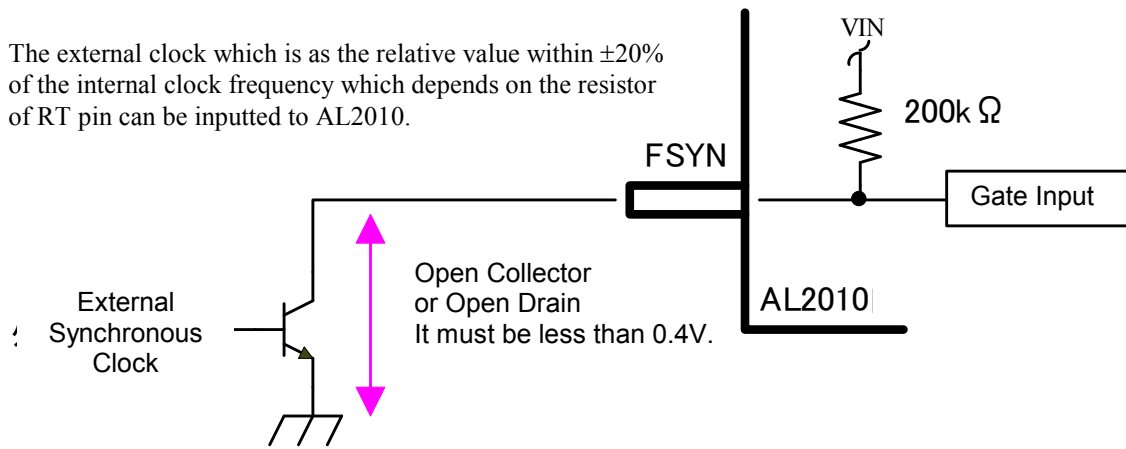 The external clock which is as the relative value within ±20%
of the internal clock frequency which depends on the resistor
of RT pin can be inputted to AL2010.
VIN
200k Ω
FSYN
Gate Input
Open Collector
or Open Drain
It must be less than 0.4V.
AL2010
External
Synchronous
Clock